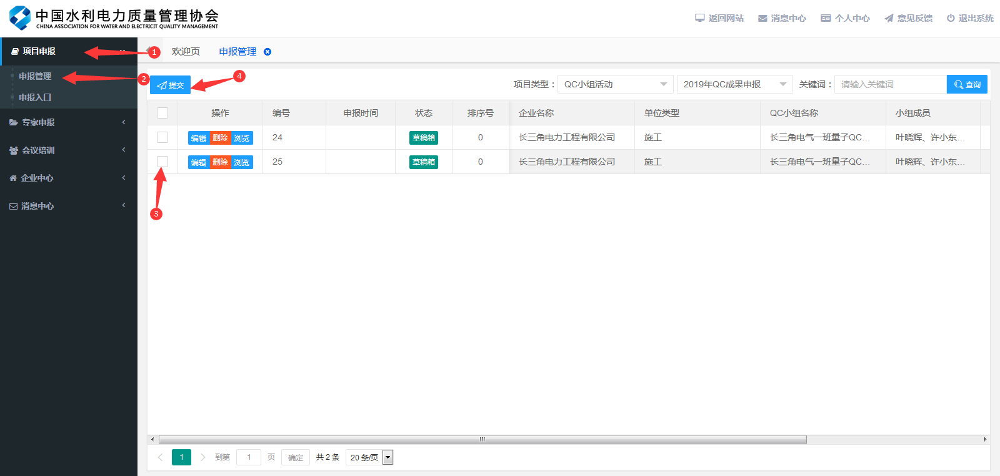 中国水利电力质量管理协会
CHINA ASSOCIATION FOR WATER AND ELECTRICIT QUALITY MANAGEMENT
返回网站 消息中心 个人中心 意见反馈 退出系统
项目申报 1
申报管理 2
申报入口
专家申报
会议培训
企业中心
消息中心
欢迎页 申报管理
提交 4 项目类型： QC小组活动 2019年QC成果申报 关键词： 请输入关键词 查询
操作 编号 申报时间 状态 排序号 企业名称 单位类型 QC小组名称 小组成员
编辑 删除 浏览 24 草稿箱 0 长三角电力工程有限公司 施工 长三角电气一班量子QC... 叶晓辉、许小东...
编辑 删除 浏览 25 草稿箱 0 长三角电力工程有限公司 施工 长三角电气一班量子QC... 叶晓辉、许小东...
3
1 到第 1 页 确定 共 2 条 20 条/页